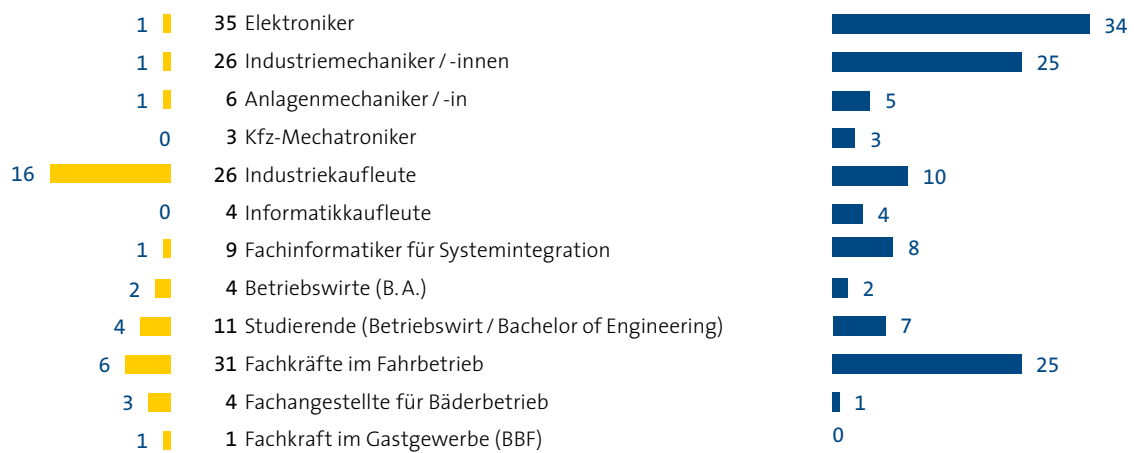 1 35 Elektroniker 34
1 26 Industriemechaniker / -innen 25
1 6 Anlagenmechaniker / -in 5
0 3 Kfz-Mechatroniker 3
16 26 Industriekaufleute 10
0 4 Informatikkaufleute 4
1 9 Fachinformatiker für Systemintegration 8
2 4 Betriebswirte (B. A.) 2
4 11 Studierende (Betriebswirt / Bachelor of Engineering) 7
6 31 Fachkräfte im Fahrbetrieb 25
3 4 Fachangestellte für Bäderbetrieb 1
1 1 Fachkraft im Gastgewerbe (BBF) 0